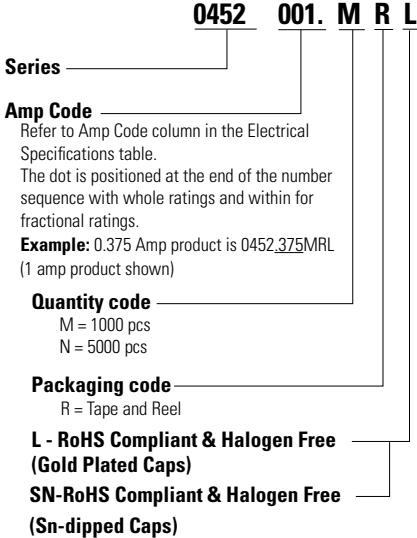 0452 001. M R L
Series
Amp Code
Refer to Amp Code column in the Electrical
Specifications table.
The dot is positioned at the end of the number
sequence with whole ratings and within for
fractional ratings.
Example: 0.375 Amp product is 0452.375MRL
(1 amp product shown)
Quantity code
M = 1000 pcs
N = 5000 pcs
Packaging code
R = Tape and Reel
L - RoHS Compliant & Halogen Free
(Gold Plated Caps)
SN-RoHS Compliant & Halogen Free
(Sn-dipped Caps)